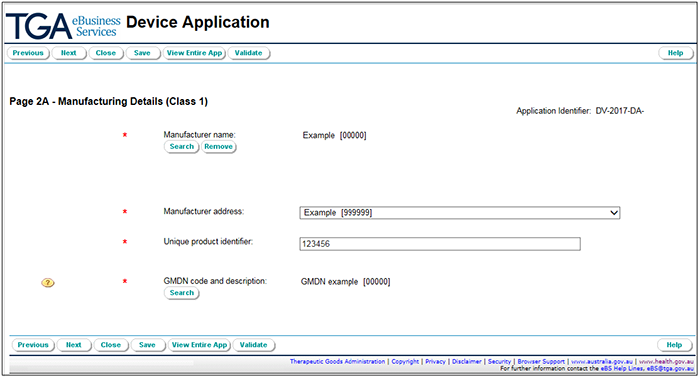 TGA eBusiness Services Device Application
Previous Next Close Save View Entire App Validate Help
Page 2A - Manufacturing Details (Class 1)
Application Identifier: DV-2017-DA-
* Manufacturer name: Example [00000]
Search Remove
* Manufacturer address: Example [999999]
* Unique product identifier: 123456
? * GMDN code and description: GMDN example [00000]
Search
Previous Next Close Save View Entire App Validate Help
Therapeutic Goods Administration | Copyright | Privacy | Disclaimer | Security | Browser Support | www.australia.gov.au | www.health.gov.au
For further information contact the eBS Help Lines, eBS@tga.gov.au